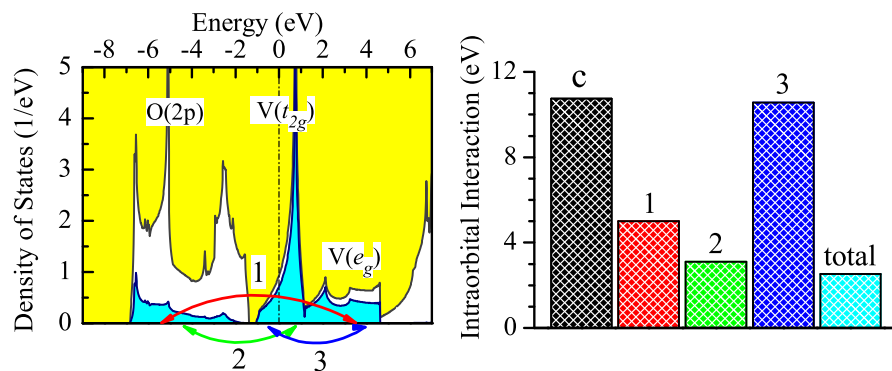 Energy (eV)
-8 -6 -4 -2 0 2 4 6
Density of States (1/eV)
5
4
3
2
1
0
O(2p)
V(t2g)
V(eg)
1
2
3
Intraorbital Interaction (eV)
12
8
4
0
c
1
2
3
total